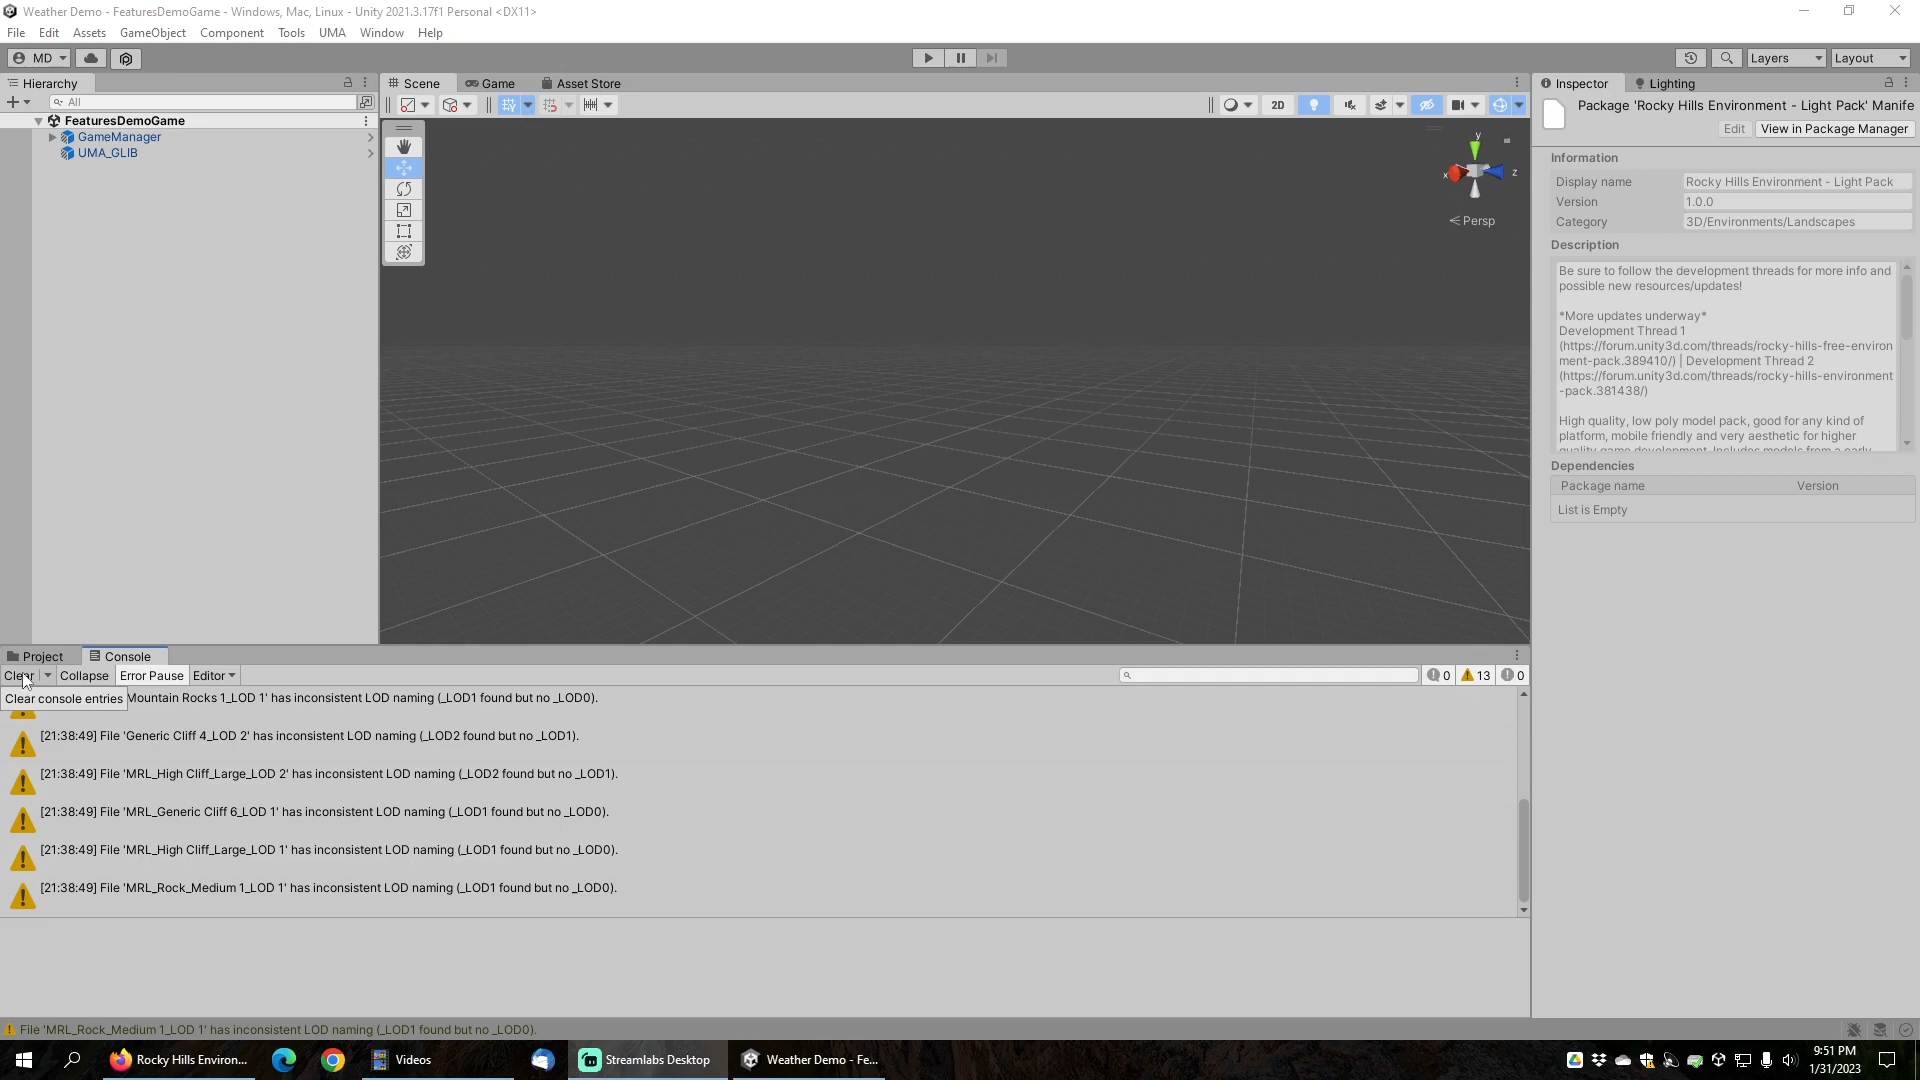 Weather Demo - FeaturesDemoGame - Windows, Mac, Linux - Unity 2021.3.17f1 Personal <DX11>
File Edit Assets GameObject Component Tools UMA Window Help
MD
Layers
Layout
Hierarchy
Scene
Game
Asset Store
Inspector
Lighting
All
2D
Package 'Rocky Hills Environment - Light Pack' Manife
Edit
View in Package Manager
FeaturesDemoGame
GameManager
UMA_GLIB
y
x
z
Persp
Information
Display name Rocky Hills Environment - Light Pack
Version 1.0.0
Category 3D/Environments/Landscapes
Description
Be sure to follow the development threads for more info and
possible new resources/updates!
*More updates underway*
Development Thread 1
(https://forum.unity3d.com/threads/rocky-hills-free-environ
ment-pack.389410/) | Development Thread 2
(https://forum.unity3d.com/threads/rocky-hills-environment
-pack.381438/)
High quality, low poly model pack, good for any kind of
platform, mobile friendly and very aesthetic for higher
quality game development. Includes models from a early
Dependencies
Package name Version
List is Empty
Project
Console
Clear
Collapse
Error Pause
Editor
0
13
0
Clear console entries
Mountain Rocks 1_LOD 1' has inconsistent LOD naming (_LOD1 found but no _LOD0).
[21:38:49] File 'Generic Cliff 4_LOD 2' has inconsistent LOD naming (_LOD2 found but no _LOD1).
[21:38:49] File 'MRL_High Cliff_Large_LOD 2' has inconsistent LOD naming (_LOD2 found but no _LOD1).
[21:38:49] File 'MRL_Generic Cliff 6_LOD 1' has inconsistent LOD naming (_LOD1 found but no _LOD0).
[21:38:49] File 'MRL_High Cliff_Large_LOD 1' has inconsistent LOD naming (_LOD1 found but no _LOD0).
[21:38:49] File 'MRL_Rock_Medium 1_LOD 1' has inconsistent LOD naming (_LOD1 found but no _LOD0).
File 'MRL_Rock_Medium 1_LOD 1' has inconsistent LOD naming (_LOD1 found but no _LOD0).
Rocky Hills Environ...
Videos
Streamlabs Desktop
Weather Demo - Fe...
9:51 PM
1/31/2023